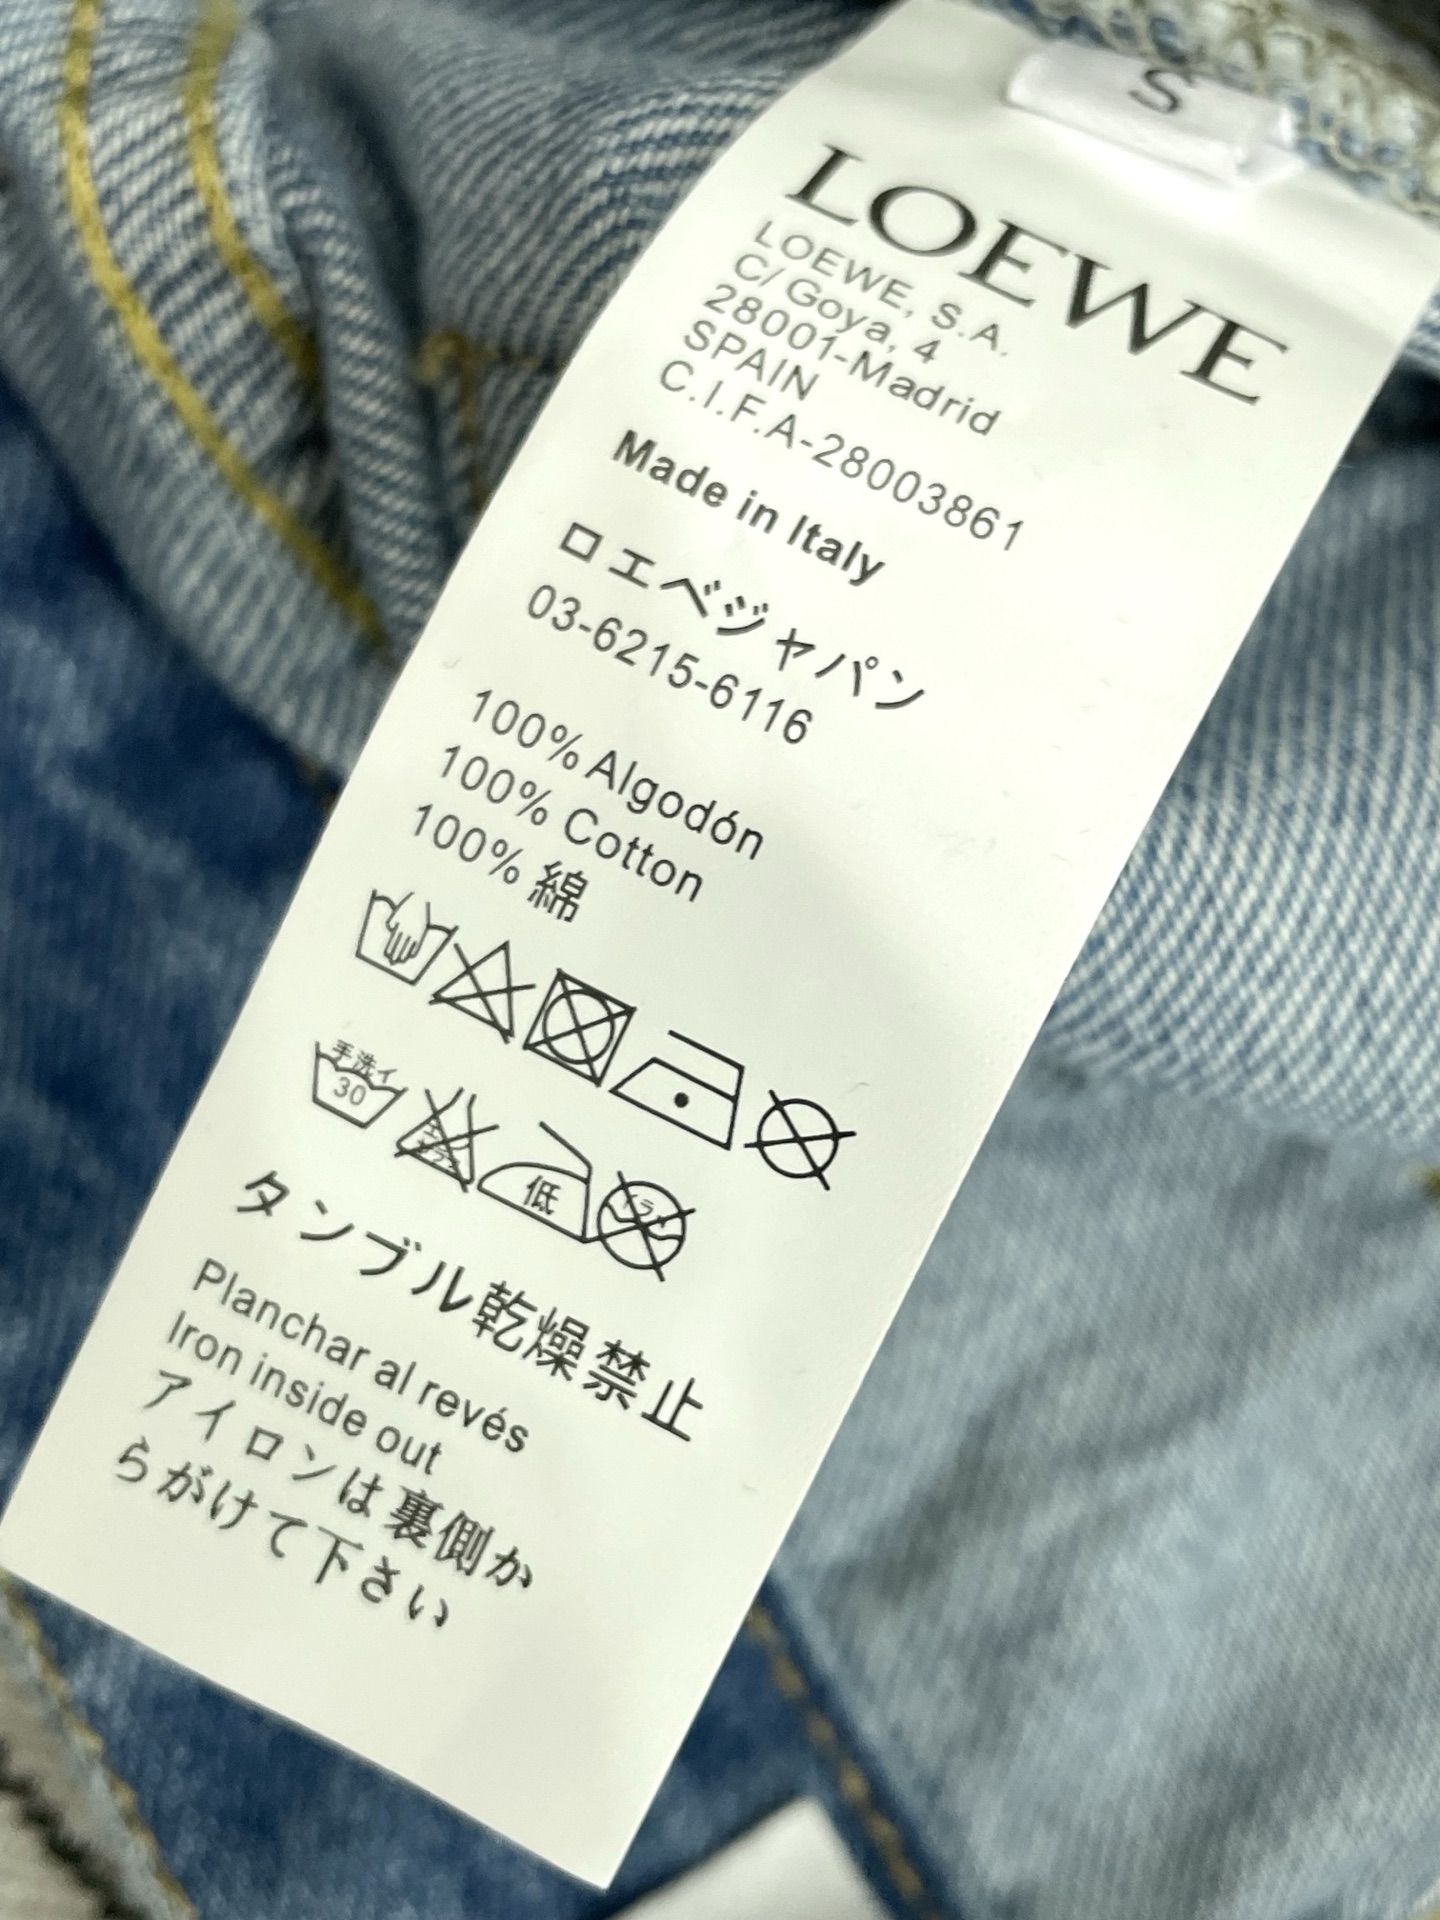 S
LOEWE
LOEWE, S.A.
C/ Goya, 4
28001-Madrid
SPAIN
C.I.F.A-28003861
Made in Italy
ロエベジャパン
03-6215-6116
100% Algodón
100% Cotton
100% 綿
手洗イ
30
低
タンブル乾燥禁止
Planchar al revés
Iron inside out
アイロンは裏側か
らがけて下さい